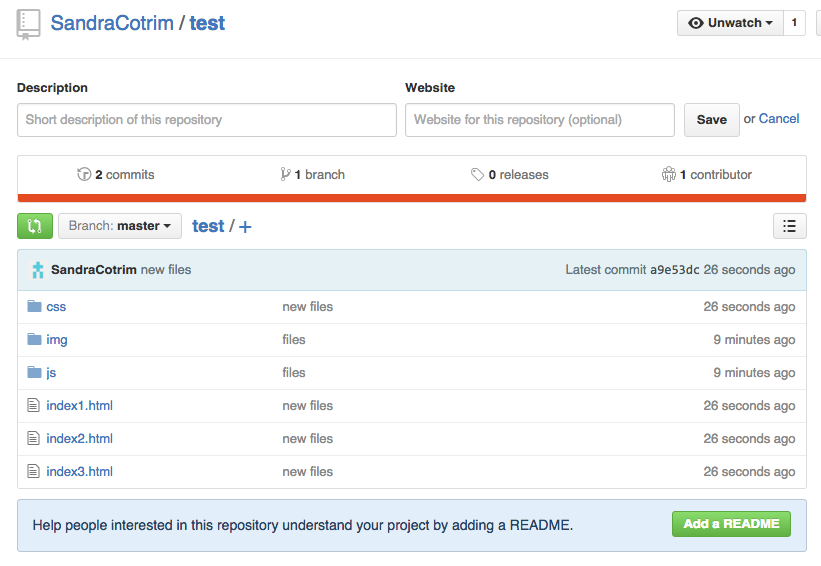 SandraCotrim / test
Unwatch 1
Description Website
Short description of this repository Website for this repository (optional) Save or Cancel
2 commits 1 branch 0 releases 1 contributor
Branch: master test / +
SandraCotrim new files Latest commit a9e53dc 26 seconds ago
css new files 26 seconds ago
img files 9 minutes ago
js files 9 minutes ago
index1.html new files 26 seconds ago
index2.html new files 26 seconds ago
index3.html new files 26 seconds ago
Help people interested in this repository understand your project by adding a README. Add a README